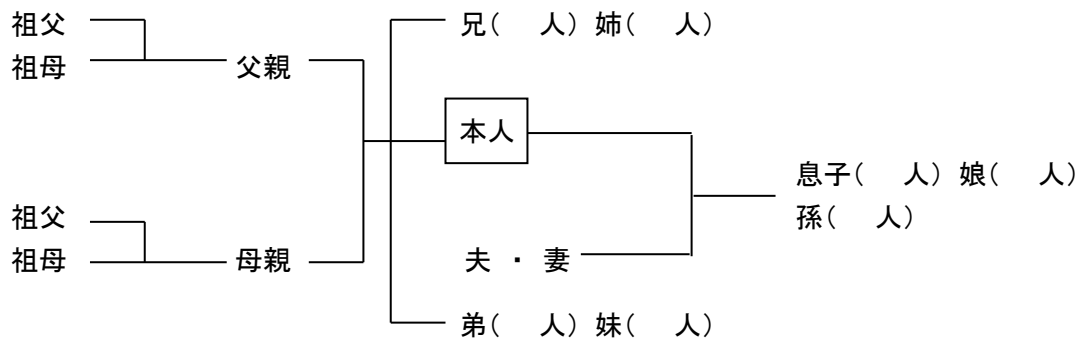 祖父
祖母
父親
祖父
祖母
母親
兄（　人）姉（　人）
本人
夫 ・ 妻
弟（　人）妹（　人）
息子（　人）娘（　人）
孫（　人）